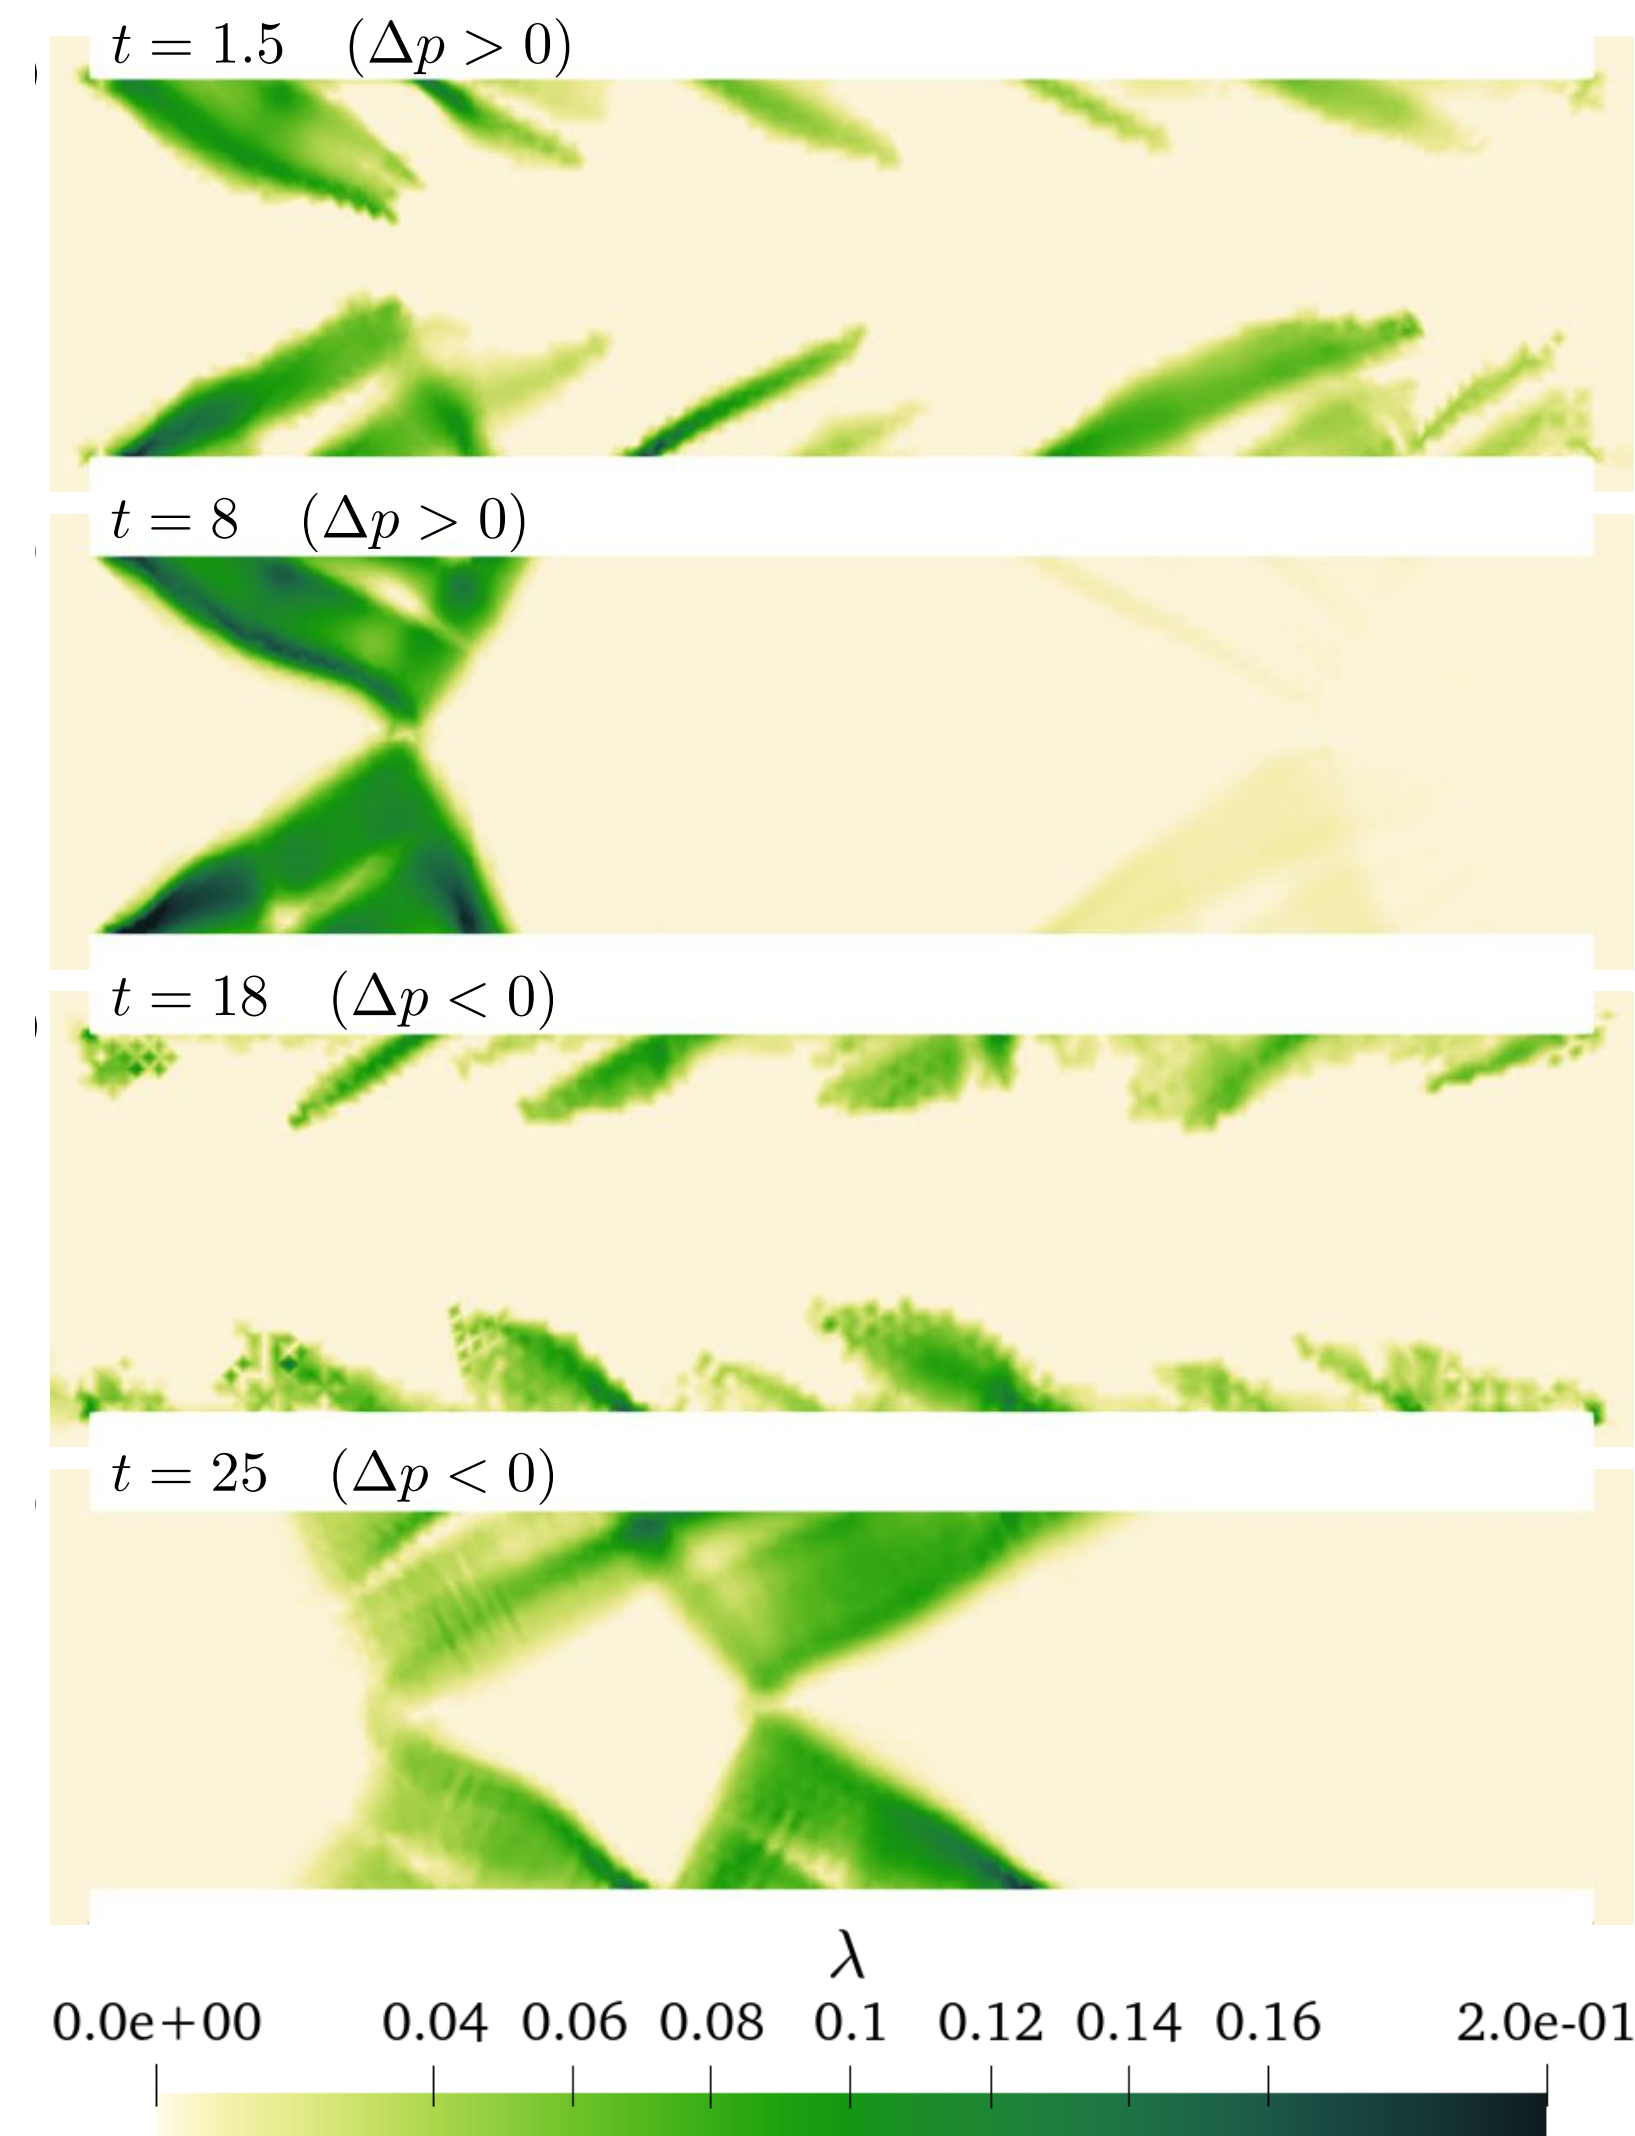 t = 1.5 (Δp > 0)
t = 8 (Δp > 0)
t = 18 (Δp < 0)
t = 25 (Δp < 0)
λ
0.0e+00 0.04 0.06 0.08 0.1 0.12 0.14 0.16 2.0e-01